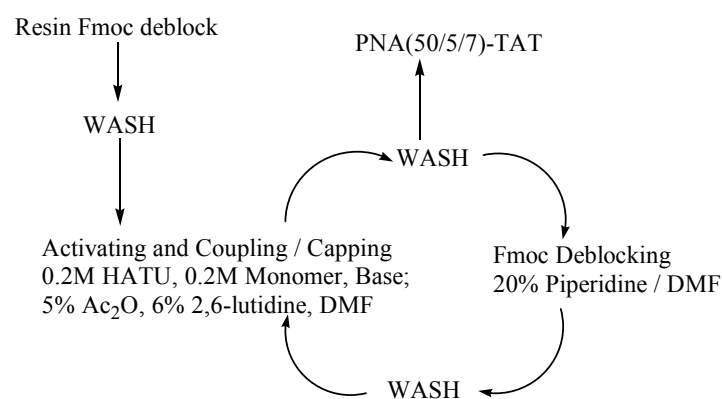 Resin Fmoc deblock
PNA(50/5/7)-TAT
WASH
WASH
Activating and Coupling / Capping
0.2M HATU, 0.2M Monomer, Base;
5% Ac₂O, 6% 2,6-lutidine, DMF
Fmoc Deblocking
20% Piperidine / DMF
WASH